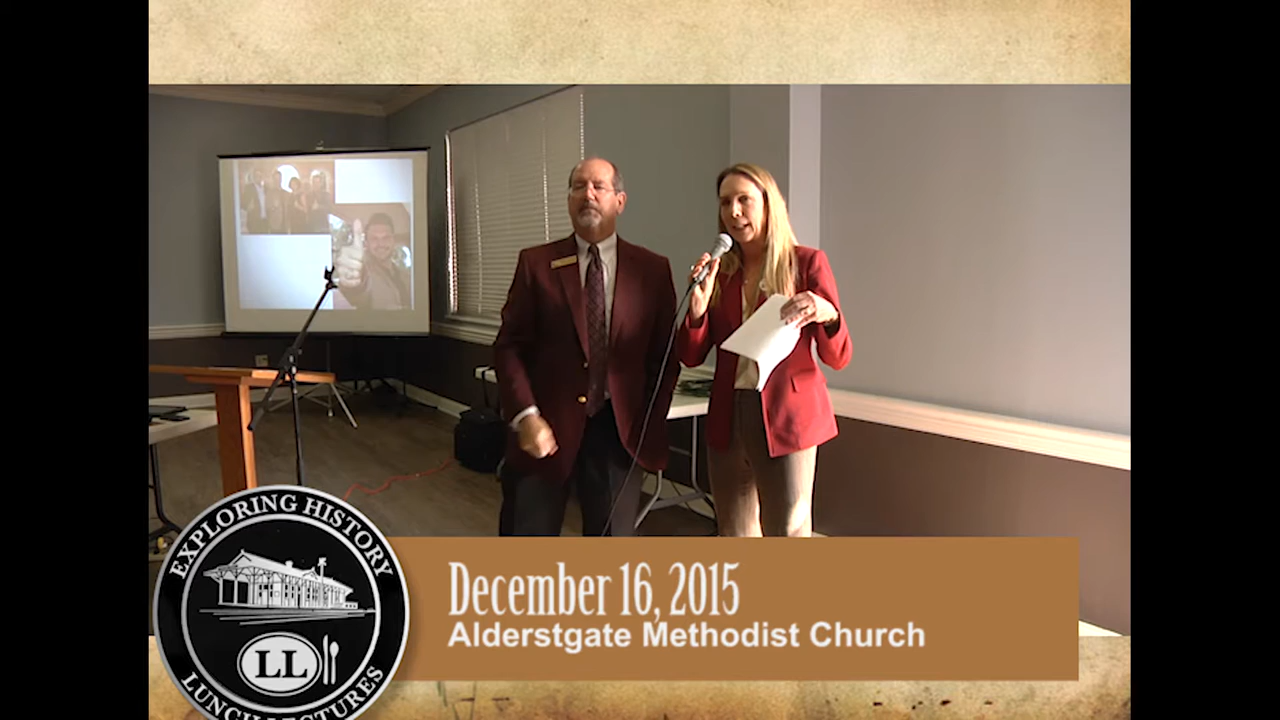 December 16, 2015
Alderstgate Methodist Church
EXPLORING HISTORY
LL
LUNCH LECTURES